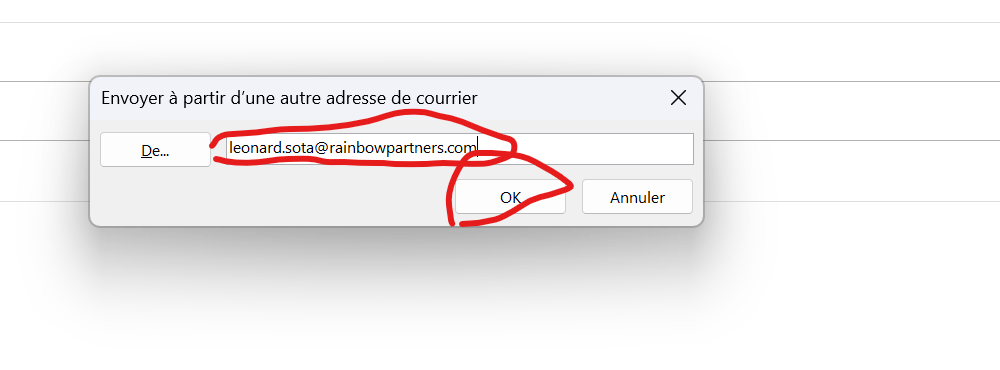 Envoyer à partir d’une autre adresse de courrier
De... leonard.sota@rainbowpartners.com
OK Annuler